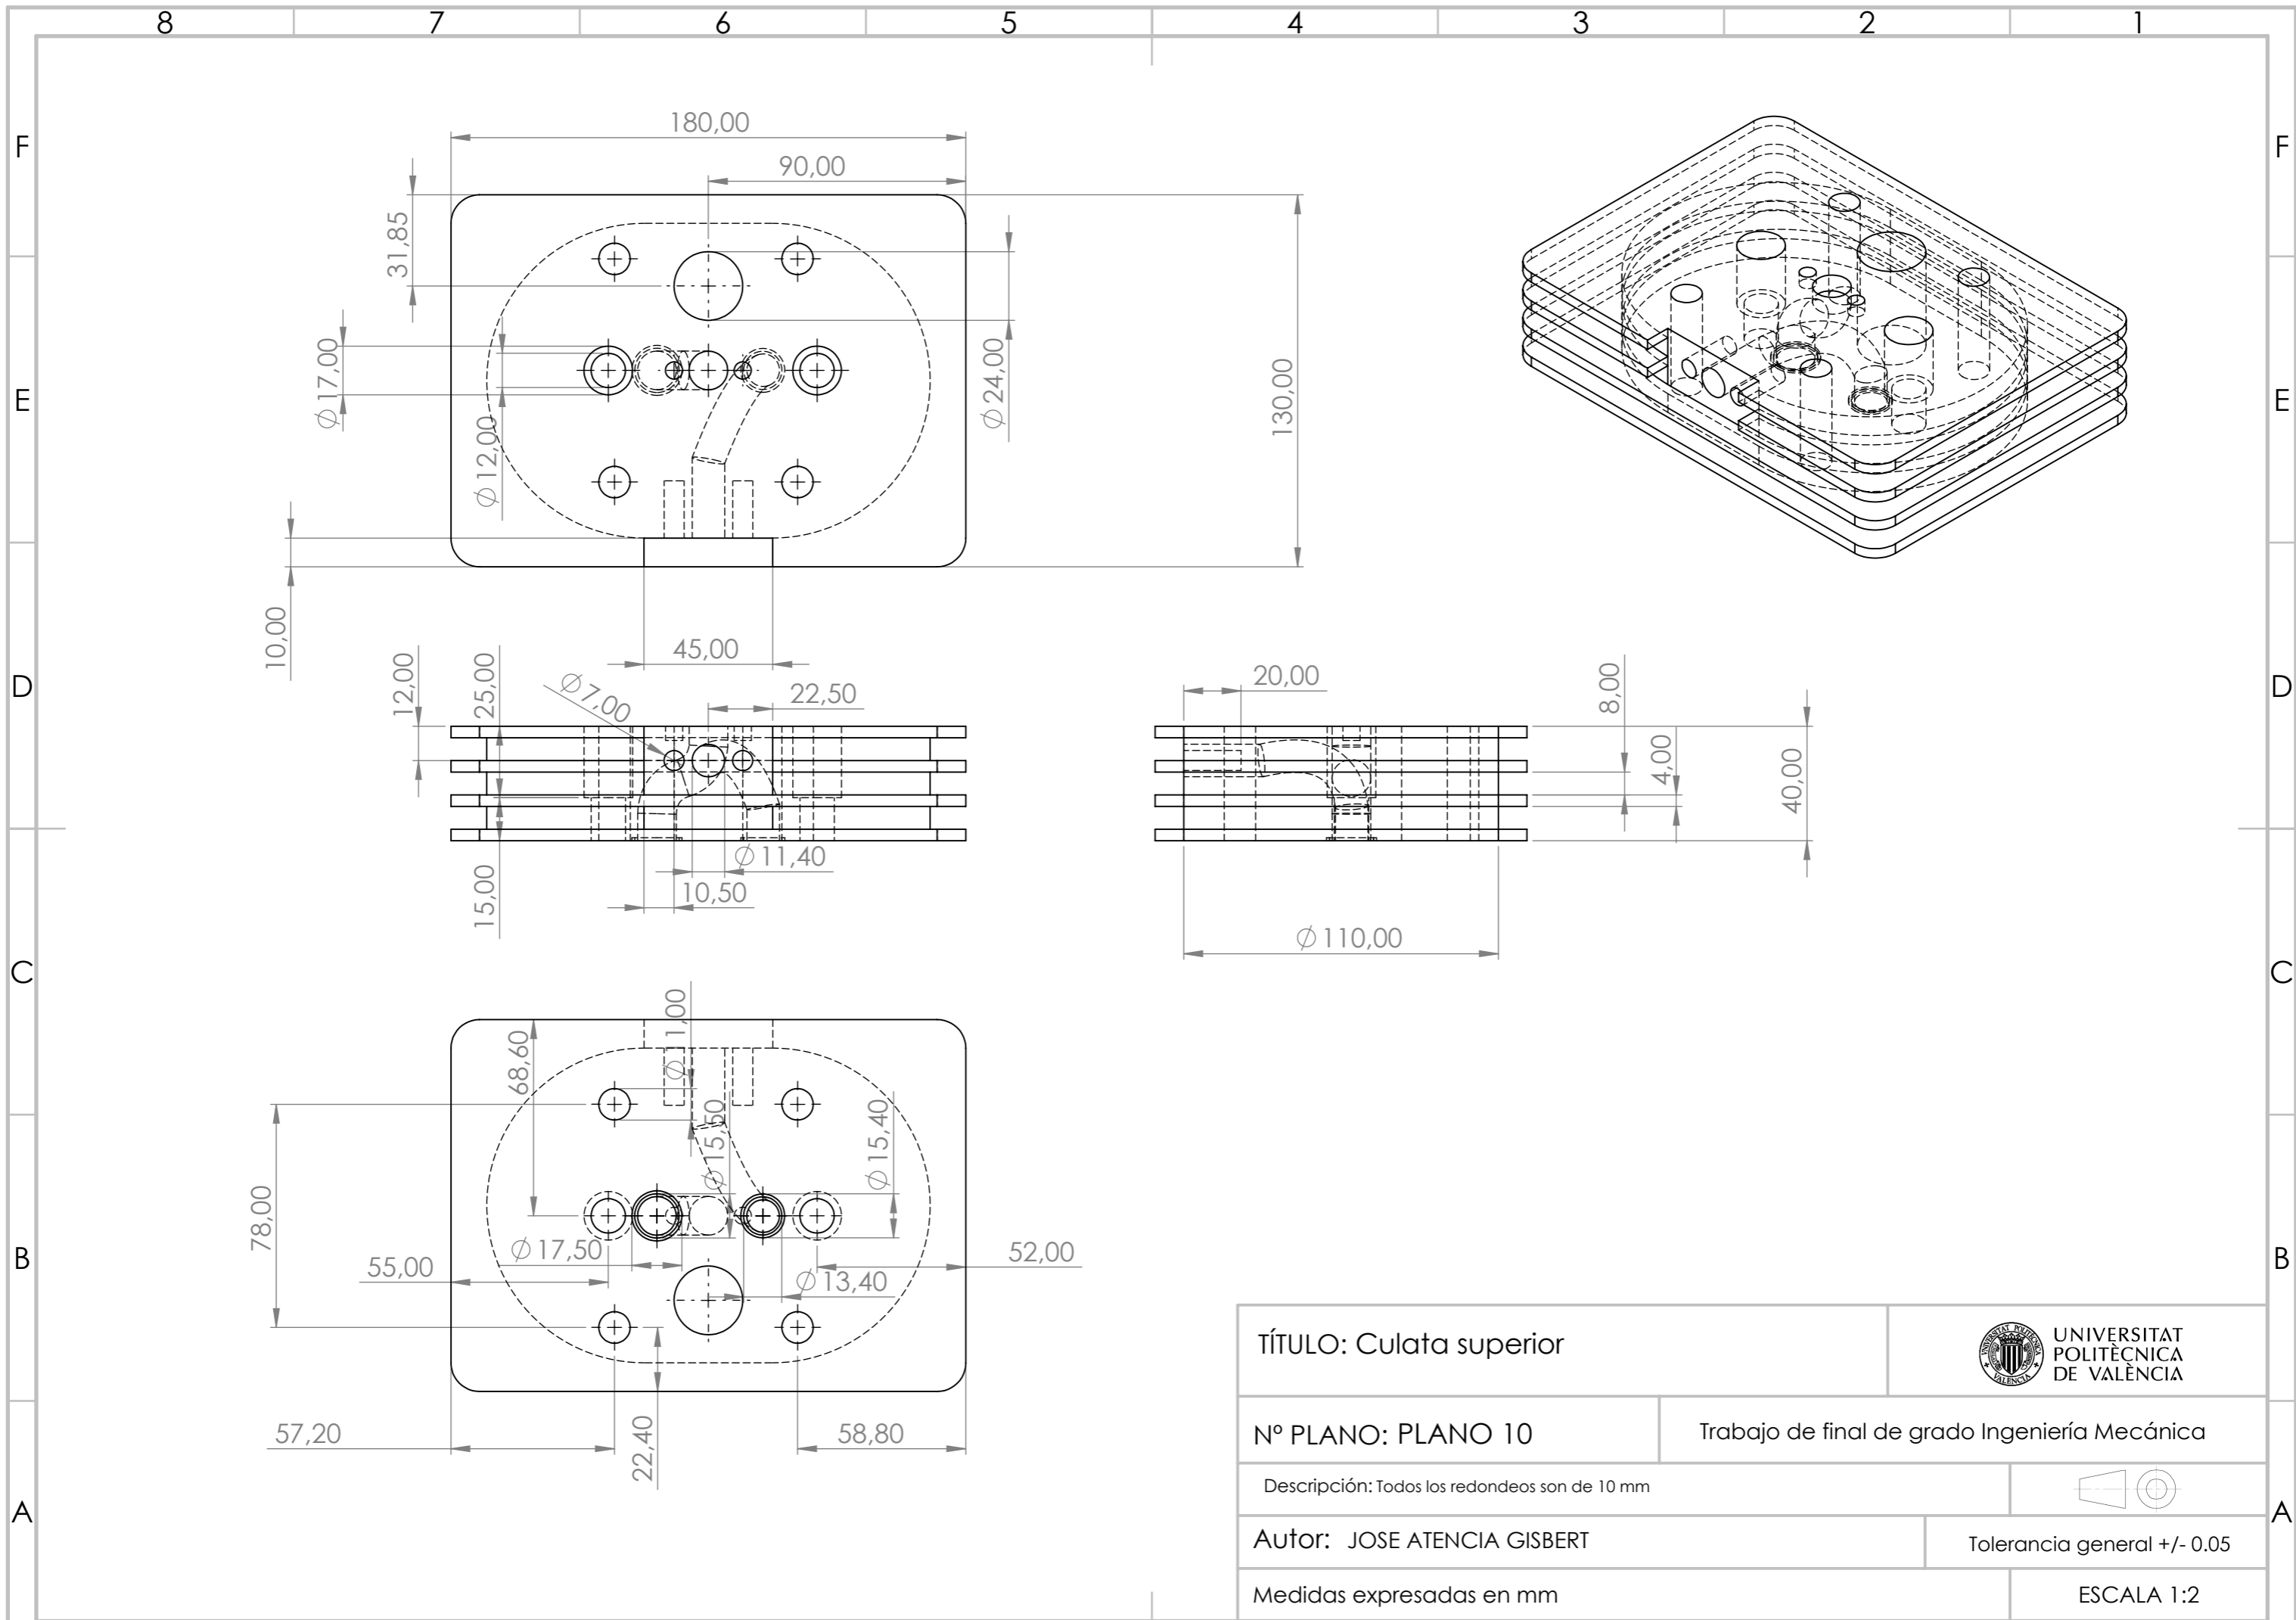 8 7 6 5 4 3 2 1
F F
E E
D D
C C
B B
A A
180,00
90,00
31,85
Ø17,00
Ø12,00
Ø24,00
130,00
10,00
45,00
12,00
25,00
Ø7,00
22,50
15,00
Ø11,40
10,50
20,00
8,00
4,00
40,00
Ø110,00
68,60
Ø11,00
Ø15,50
Ø15,40
78,00
55,00
Ø17,50
Ø13,40
52,00
57,20
22,40
58,80
TÍTULO: Culata superior
UNIVERSITAT
POLITÈCNICA
DE VALÈNCIA
Nº PLANO: PLANO 10
Trabajo de final de grado Ingeniería Mecánica
Descripción: Todos los redondeos son de 10 mm
Autor: JOSE ATENCIA GISBERT
Tolerancia general +/- 0.05
Medidas expresadas en mm
ESCALA 1:2